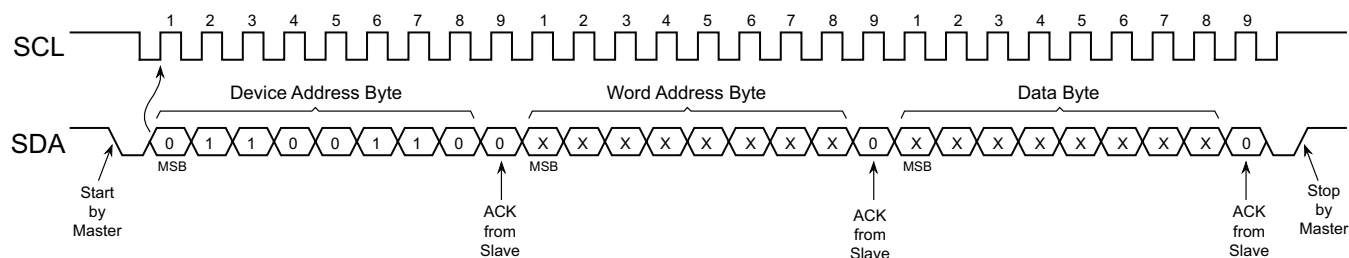 1 2 3 4 5 6 7 8 9 1 2 3 4 5 6 7 8 9 1 2 3 4 5 6 7 8 9
SCL
Device Address Byte Word Address Byte Data Byte
SDA 0 1 1 0 0 1 1 0 0 X X X X X X X X 0 X X X X X X X X 0
MSB MSB MSB
Start
by
Master
ACK
from
Slave
ACK
from
Slave
ACK
from
Slave
Stop
by
Master